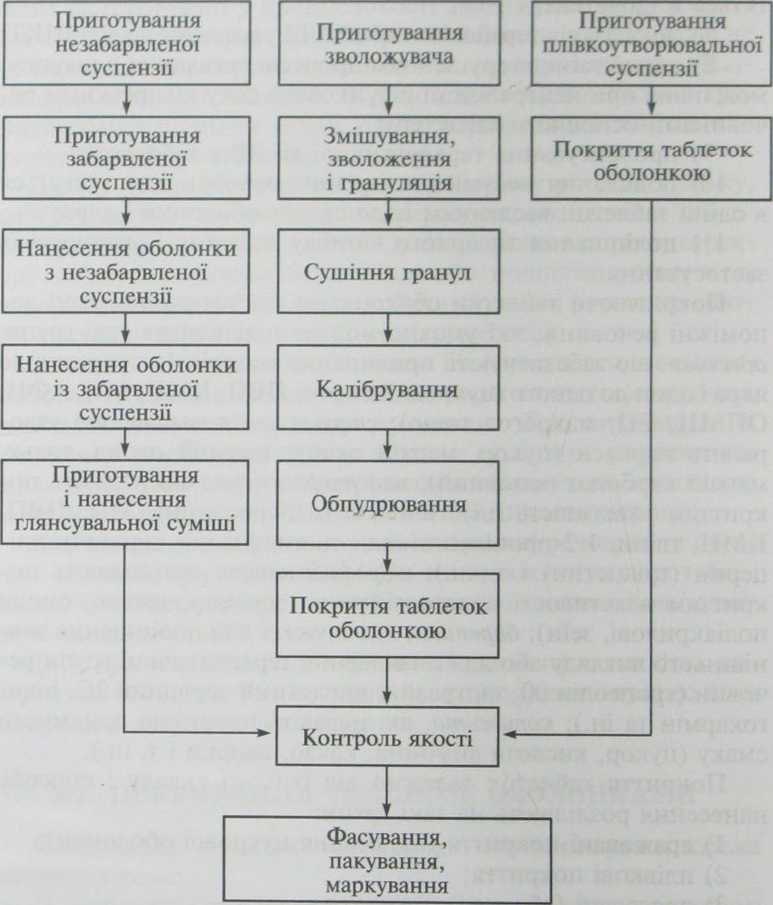 Приготування
незабарвленої
суспензії
Приготування
забарвленої
суспензії
Нанесення оболонки
з незабарвленої
суспензії
Нанесення оболонки
із забарвленої
суспензії
Приготування
і нанесення
глянсувальної суміші
Приготування
зволожувача
Змішування,
зволоження
і грануляція
Сушіння гранул
Калібрування
Обпудрювання
Покриття таблеток
оболонкою
Приготування
плівкоутворювальної
суспензії
Покриття таблеток
оболонкою
Контроль якості
Фасування,
пакування,
маркування